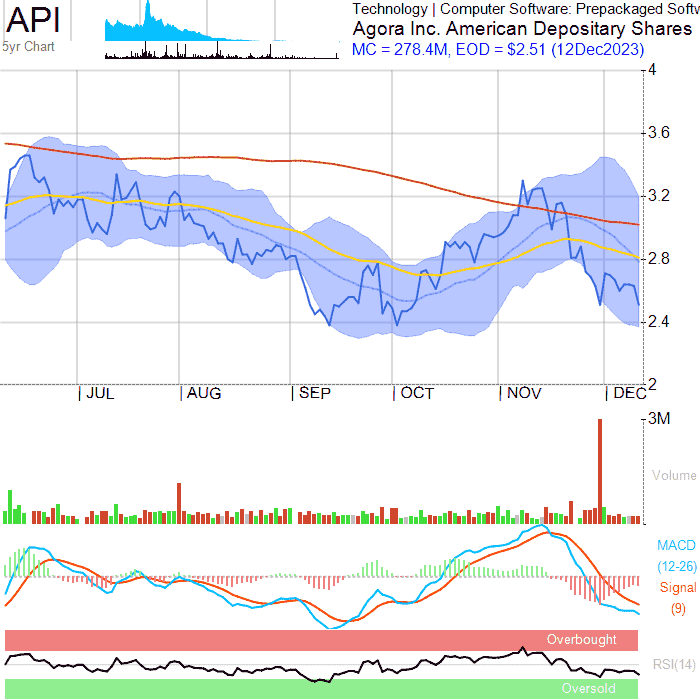 API
5yr Chart
Technology | Computer Software: Prepackaged Softw
Agora Inc. American Depositary Shares
MC = 278.4M, EOD = $2.51 (12Dec2023)
4
3.6
3.2
2.8
2.4
2
JUL
AUG
SEP
OCT
NOV
DEC
3M
Volume
MACD
(12-26)
Signal
(9)
Overbought
RSI(14)
Oversold